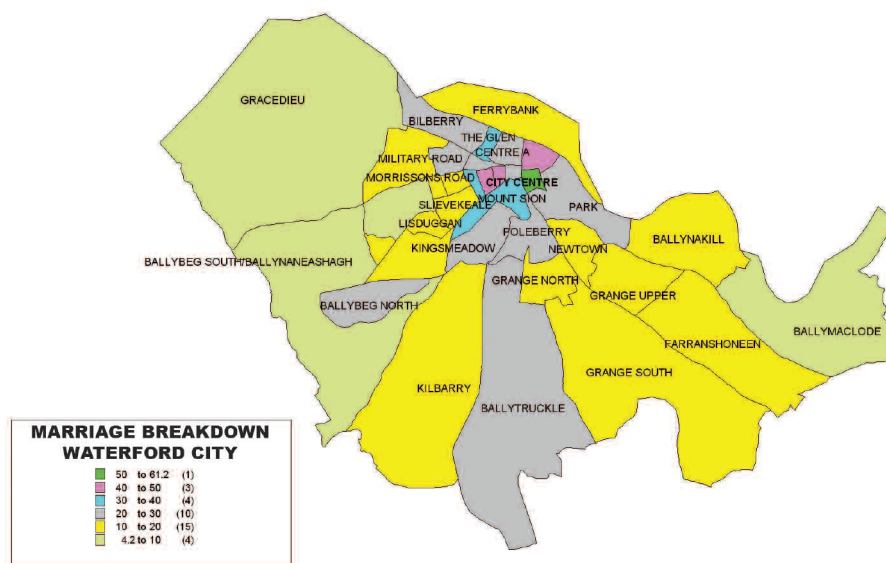 GRACEDIEU
FERRYBANK
BILBERRY
THE GLEN
CENTRE A
MILITARY ROAD
MORRISSONS ROAD
CITY CENTRE
MOUNT SION
SLIEVEKEALE
PARK
LISDUGGAN
POLEBERRY
BALLYNAKILL
KINGSMEADOW
NEWTOWN
BALLYBEG SOUTH/BALLYNANEASHAGH
GRANGE NORTH
GRANGE UPPER
BALLYBEG NORTH
BALLYMACLODE
FARRANSHONEEN
GRANGE SOUTH
KILBARRY
BALLYTRUCKLE
MARRIAGE BREAKDOWN
WATERFORD CITY
50 to 61.2 (1)
40 to 50 (3)
30 to 40 (4)
20 to 30 (10)
10 to 20 (15)
4.2 to 10 (4)